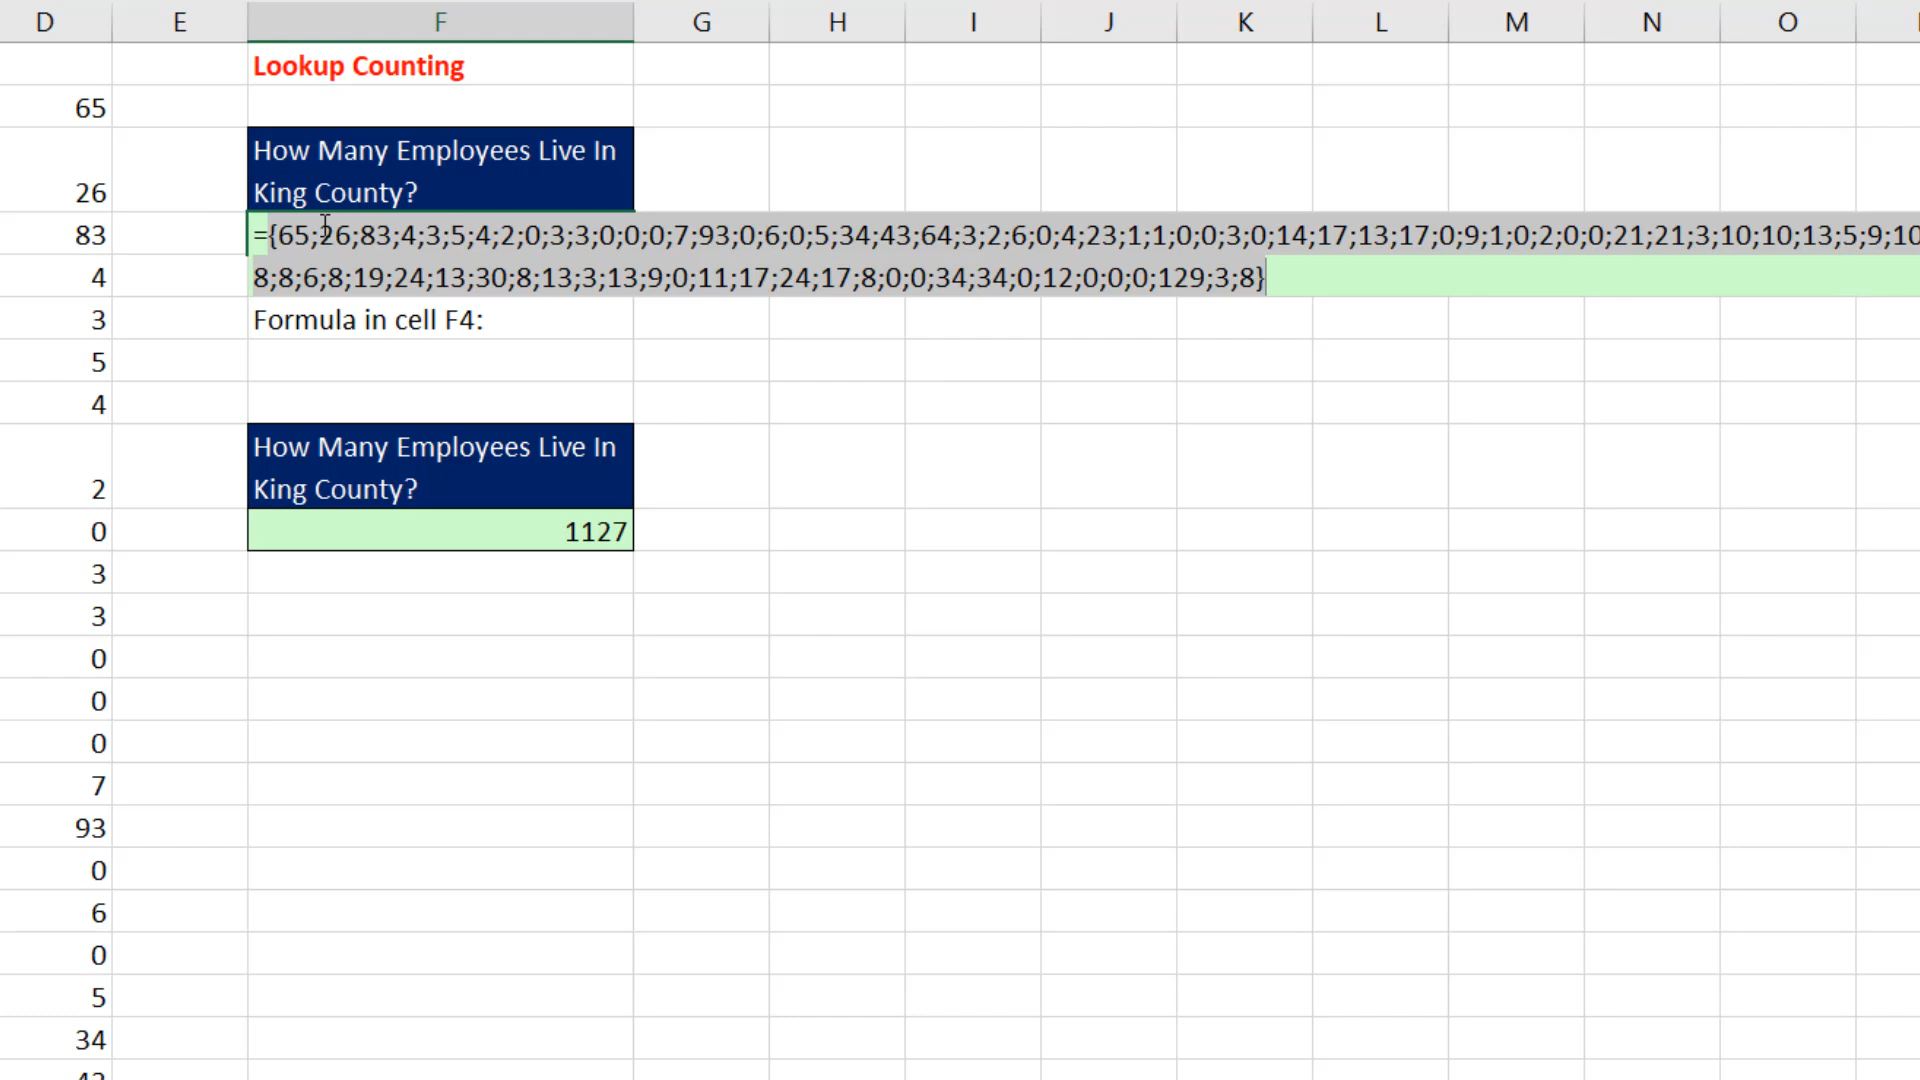 D E F G H I J K L M N O
Lookup Counting
65
How Many Employees Live In
26 King County?
83 ={65;26;83;4;3;5;4;2;0;3;3;0;0;0;7;93;0;6;0;5;34;43;64;3;2;6;0;4;23;1;1;0;0;3;0;14;17;13;17;0;9;1;0;2;0;0;21;21;3;10;10;13;5;9;10
4 8;8;6;8;19;24;13;30;8;13;3;13;9;0;11;17;24;17;8;0;0;34;34;0;12;0;0;0;129;3;8}
3 Formula in cell F4:
5
4
How Many Employees Live In
2 King County?
0 1127
3
3
0
0
0
7
93
0
6
0
5
34